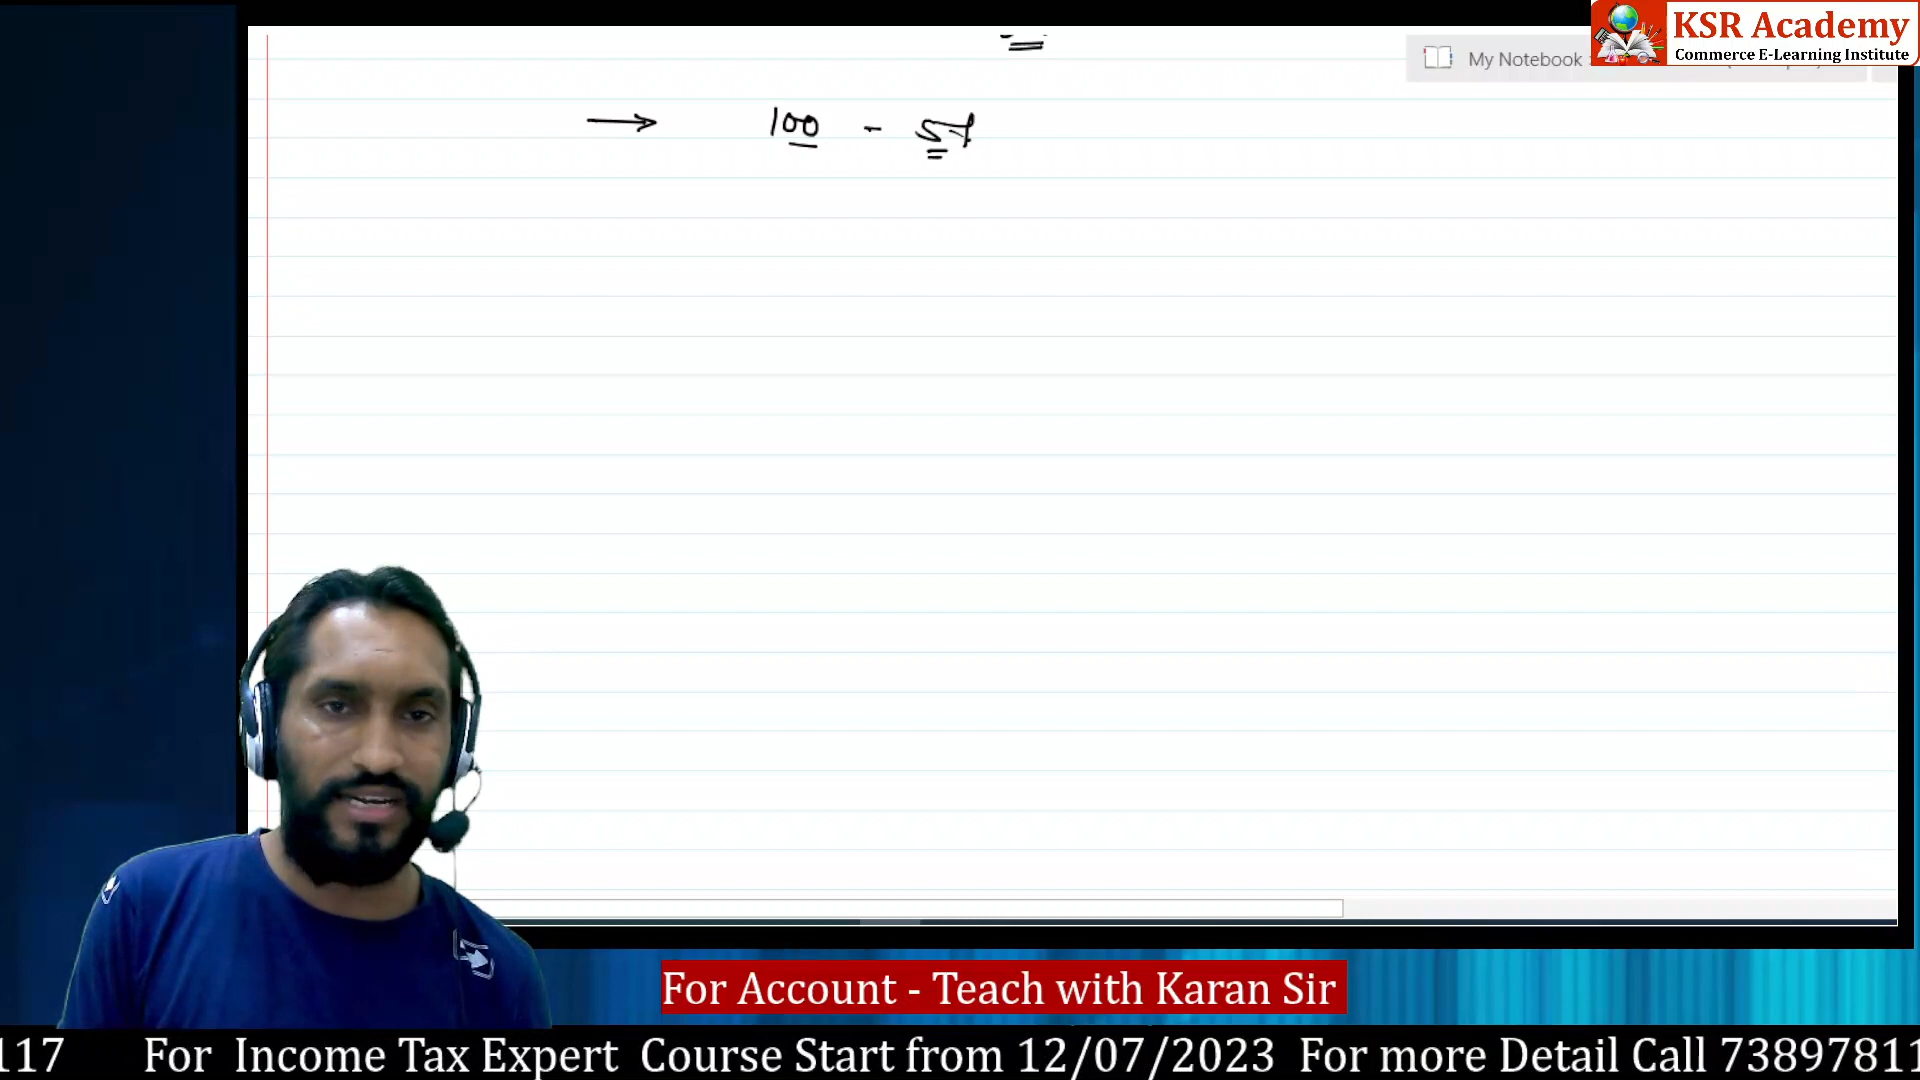 KSR Academy
Commerce E-Learning Institute
My Notebook
→ 100 -
For Account - Teach with Karan Sir
117 For Income Tax Expert Course Start from 12/07/2023 For more Detail Call 73897811